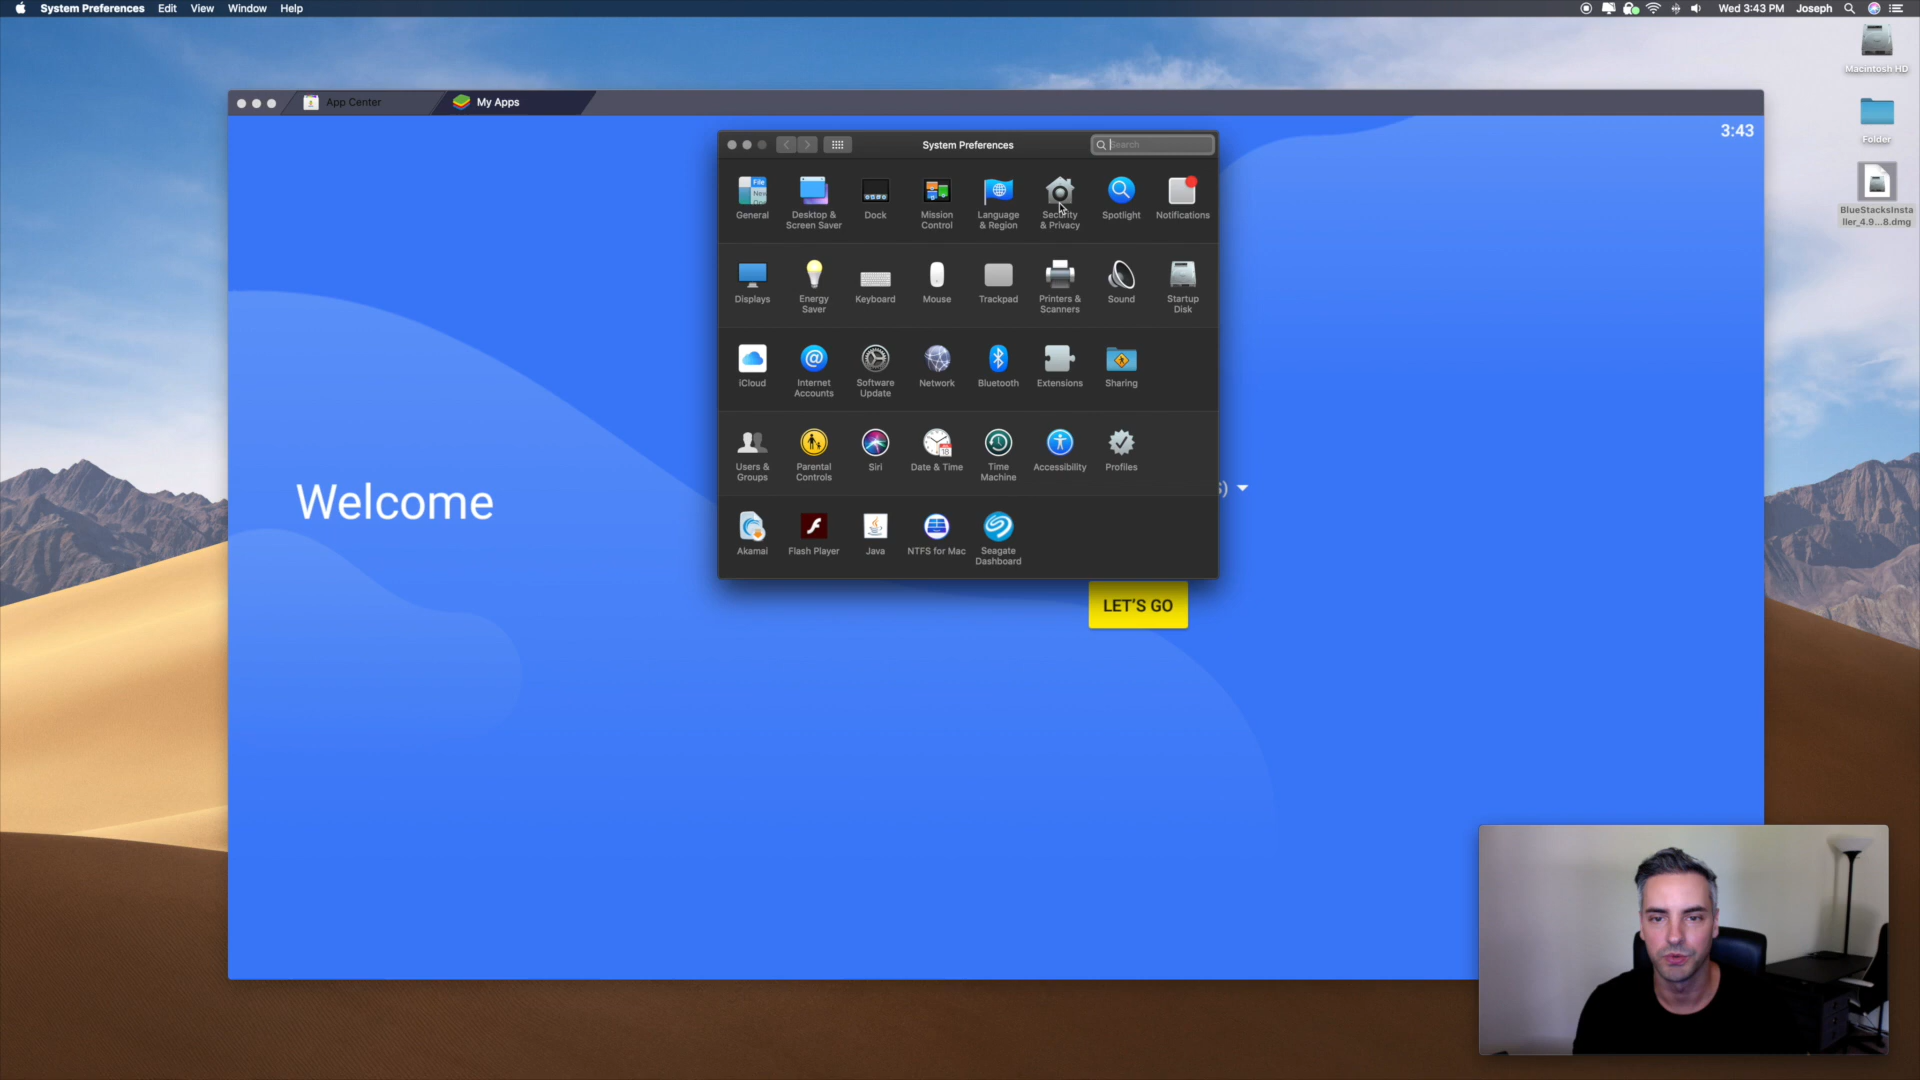 System Preferences Edit View Window Help
Wed 3:43 PM Joseph
Macintosh HD
Folder
BlueStacksInsta
ller_4.9...8.dmg
App Center
My Apps
3:43
System Preferences
Search
General
Desktop &
Screen Saver
Dock
Mission
Control
Language
& Region
Security
& Privacy
Spotlight
Notifications
Displays
Energy
Saver
Keyboard
Mouse
Trackpad
Printers &
Scanners
Sound
Startup
Disk
iCloud
Internet
Accounts
Software
Update
Network
Bluetooth
Extensions
Sharing
Users &
Groups
Parental
Controls
Siri
Date & Time
Time
Machine
Accessibility
Profiles
Akamai
Flash Player
Java
NTFS for Mac
Seagate
Dashboard
Welcome
LET'S GO